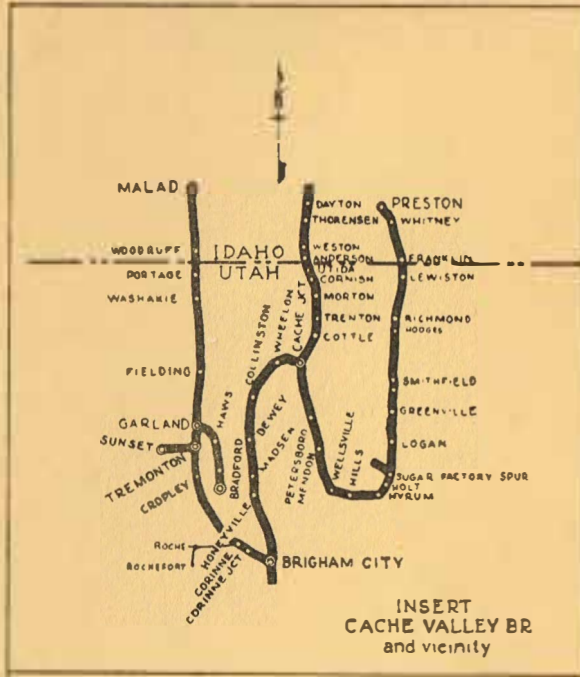 N
MALAD
PRESTON
DAYTON
THORENSEN
WHITNEY
WOODRUFF
IDAHO
WESTON
ANDERSON
FRANKLIN
UTAH
UTIDA
PORTAGE
CORNISH
LEWISTON
WASHAKIE
MORTON
TRENTON
COTTLE
RICHMOND
HODGES
COLLINSTON
WHEELON
CACHE JCT
FIELDING
SMITHFIELD
GREENVILLE
GARLAND
HAWS
SUNSET
TREMONTON
BRADFORD
DEWEY
MADSEN
LOGAN
CROPLEY
PETERSBORO
MENDON
WELLSVILLE
HILLS
SUGAR FACTORY SPUR
HOLT
HYRUM
ROCHE
ROCHEFORT
HONEYVILLE
CORINNE
CORINNE JCT
BRIGHAM CITY
INSERT
CACHE VALLEY BR
and vicinity